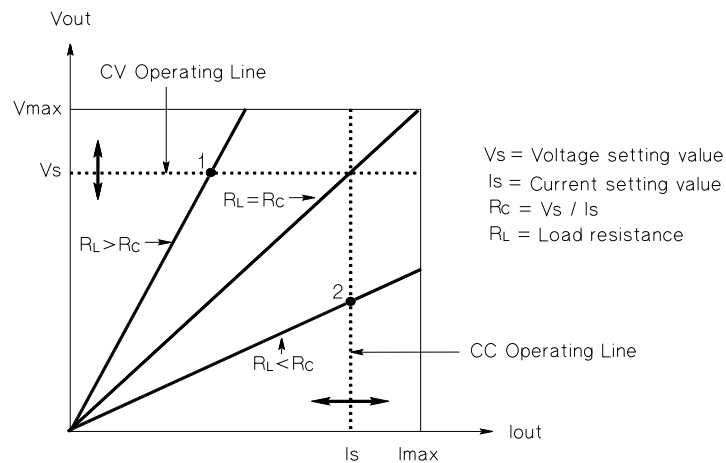 Vout
CV Operating Line
Vmax
Vs
1
RL=RC
RL>RC
2
RL<RC
CC Operating Line
Iout
Is
Imax
Vs = Voltage setting value
Is = Current setting value
Rc = Vs / Is
RL = Load resistance